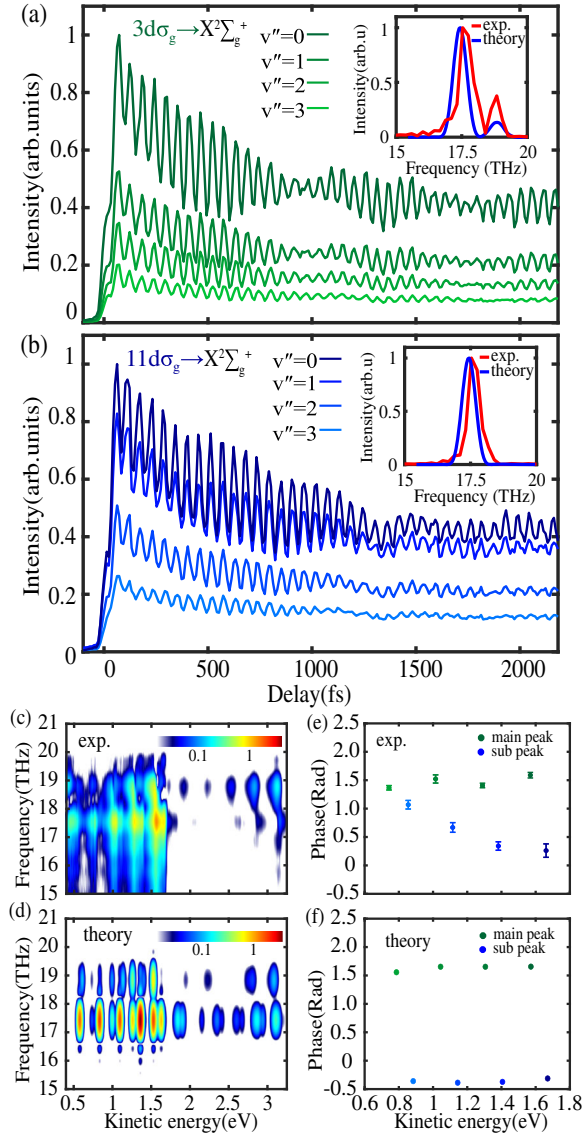 (a)
3dσg→X²Σg⁺
v″=0
v″=1
v″=2
v″=3
Intensity(arb.units)
1
0.8
0.6
0.4
0.2
0
exp.
theory
Intensity(arb.u)
1
0.5
0
15 17.5 20
Frequency (THz)
(b)
11dσg→X²Σg⁺
v″=0
v″=1
v″=2
v″=3
Intensity(arb.units)
1
0.8
0.6
0.4
0.2
0
exp.
theory
Intensity(arb.u)
1
0.5
0
15 17.5 20
Frequency (THz)
0 500 1000 1500 2000
Delay(fs)
(c)
exp.
0.1 1
Frequency(THz)
21
20
19
18
17
16
15
(e)
exp.
main peak
sub peak
Phase(Rad)
2.5
2.0
1.5
1.0
0.5
0
-0.5
(d)
theory
0.1 1
Frequency(THz)
21
20
19
18
17
16
15
0.5 1 1.5 2 2.5 3
Kinetic energy(eV)
(f)
theory
main peak
sub peak
Phase(Rad)
2.5
2.0
1.5
1.0
0.5
0
-0.5
0.6 0.8 1 1.2 1.4 1.6 1.8
Kinetic energy(eV)